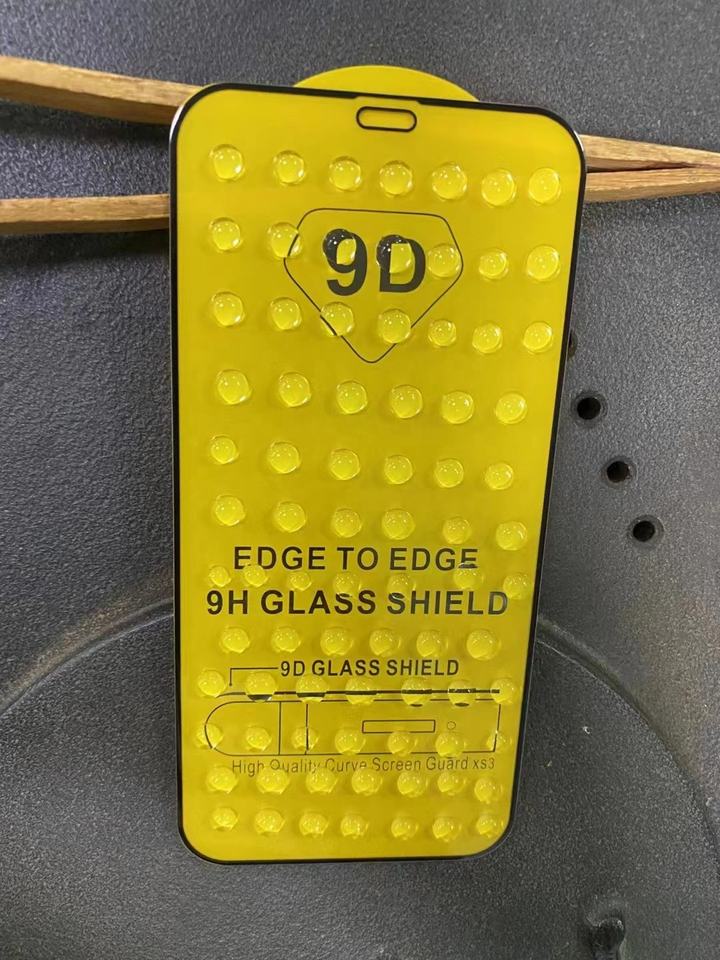 9D
EDGE TO EDGE
9H GLASS SHIELD
9D GLASS SHIELD
High Quality Curve Screen Guard xs3